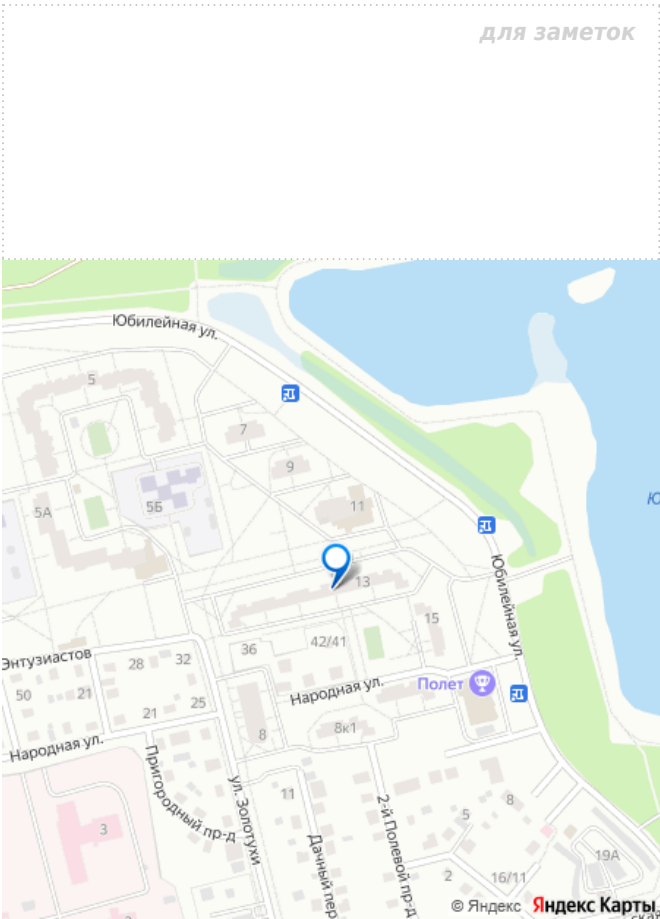 для заметок
Юбилейная ул.
5
7
9
5Б
11
5А
13
Юбилейная ул.
15
42/41
36
Энтузиастов
32
28
50
21
25
21
Народная ул.
Полет
8к1
8
Народная ул.
Пригородный пр-д
ул. Золотухи
11
Дачный пер
2-й Полевой пр-д
8
5
3
19А
2
16/11
© Яндекс Яндекс Карты